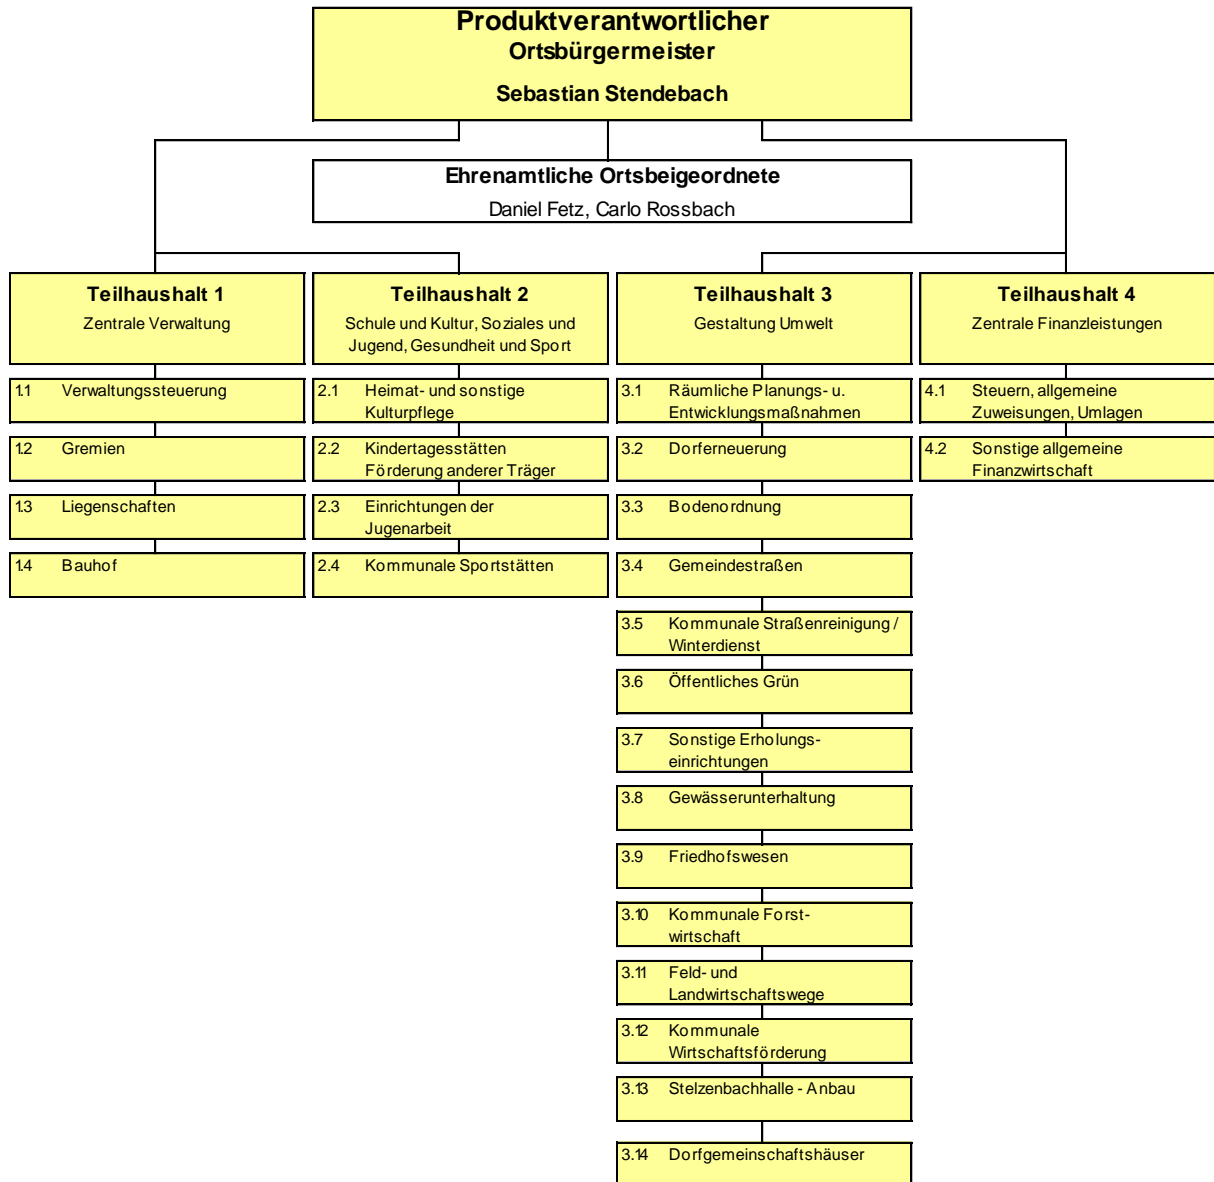 Produktverantwortlicher
Ortsbürgermeister
Sebastian Stendebach
Ehrenamtliche Ortsbeigeordnete
Daniel Fetz, Carlo Rossbach
Teilhaushalt 1
Zentrale Verwaltung
1.1 Verwaltungssteuerung
1.2 Gremien
1.3 Liegenschaften
1.4 Bauhof
Teilhaushalt 2
Schule und Kultur, Soziales und
Jugend, Gesundheit und Sport
2.1 Heimat- und sonstige
Kulturpflege
2.2 Kindertagesstätten
Förderung anderer Träger
2.3 Einrichtungen der
Jugenarbeit
2.4 Kommunale Sportstätten
Teilhaushalt 3
Gestaltung Umwelt
3.1 Räumliche Planungs- u.
Entwicklungsmaßnahmen
3.2 Dorferneuerung
3.3 Bodenordnung
3.4 Gemeindestraßen
3.5 Kommunale Straßenreinigung /
Winterdienst
3.6 Öffentliches Grün
3.7 Sonstige Erholungs-
einrichtungen
3.8 Gewässerunterhaltung
3.9 Friedhofswesen
3.10 Kommunale Forst-
wirtschaft
3.11 Feld- und
Landwirtschaftswege
3.12 Kommunale
Wirtschaftsförderung
3.13 Stelzenbachhalle - Anbau
3.14 Dorfgemeinschaftshäuser
Teilhaushalt 4
Zentrale Finanzleistungen
4.1 Steuern, allgemeine
Zuweisungen, Umlagen
4.2 Sonstige allgemeine
Finanzwirtschaft